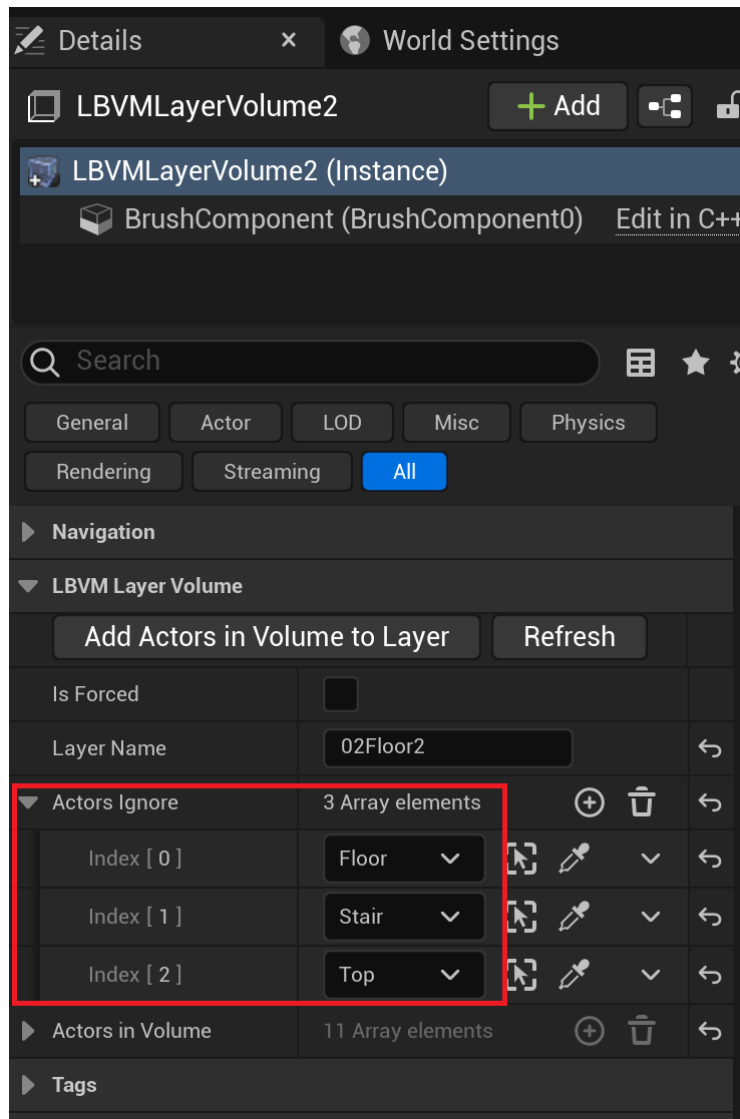 Details
World Settings
LBVMLayerVolume2
Add
LBVMLayerVolume2 (Instance)
BrushComponent (BrushComponent0) Edit in C++
Search
General Actor LOD Misc Physics
Rendering Streaming All
Navigation
LBVM Layer Volume
Add Actors in Volume to Layer Refresh
Is Forced
Layer Name 02Floor2
Actors Ignore 3 Array elements
Index [ 0 ] Floor
Index [ 1 ] Stair
Index [ 2 ] Top
Actors in Volume 11 Array elements
Tags